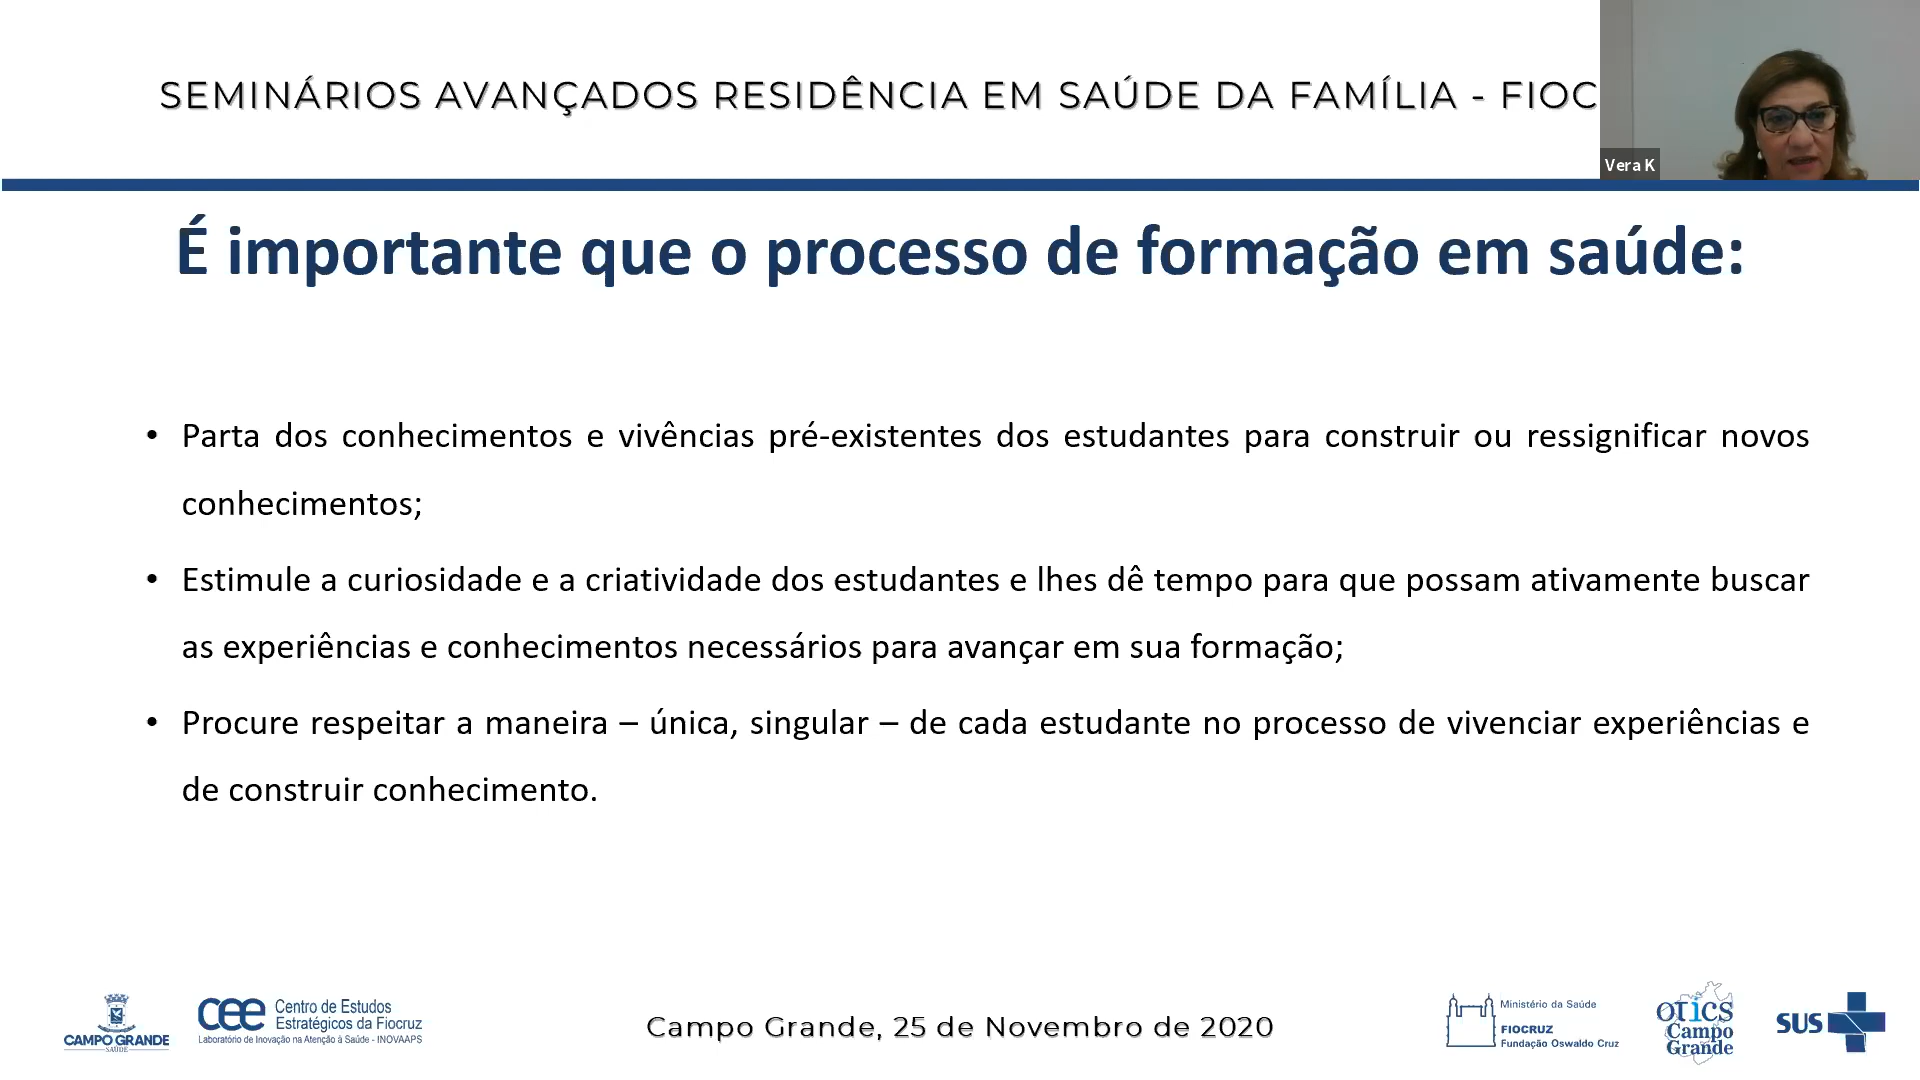 SEMINÁRIOS AVANÇADOS RESIDÊNCIA EM SAÚDE DA FAMÍLIA - FIOC
Vera K
É importante que o processo de formação em saúde:
• Parta dos conhecimentos e vivências pré-existentes dos estudantes para construir ou ressignificar novos
conhecimentos;
• Estimule a curiosidade e a criatividade dos estudantes e lhes dê tempo para que possam ativamente buscar
as experiências e conhecimentos necessários para avançar em sua formação;
• Procure respeitar a maneira – única, singular – de cada estudante no processo de vivenciar experiências e
de construir conhecimento.
CAMPO GRANDE
SAÚDE
cee
Centro de Estudos
Estratégicos da Fiocruz
Laboratório de Inovação na Atenção à Saúde - INOVAAPS
Campo Grande, 25 de Novembro de 2020
Ministério da Saúde
FIOCRUZ
Fundação Oswaldo Cruz
OTICS
Campo
Grande
SUS